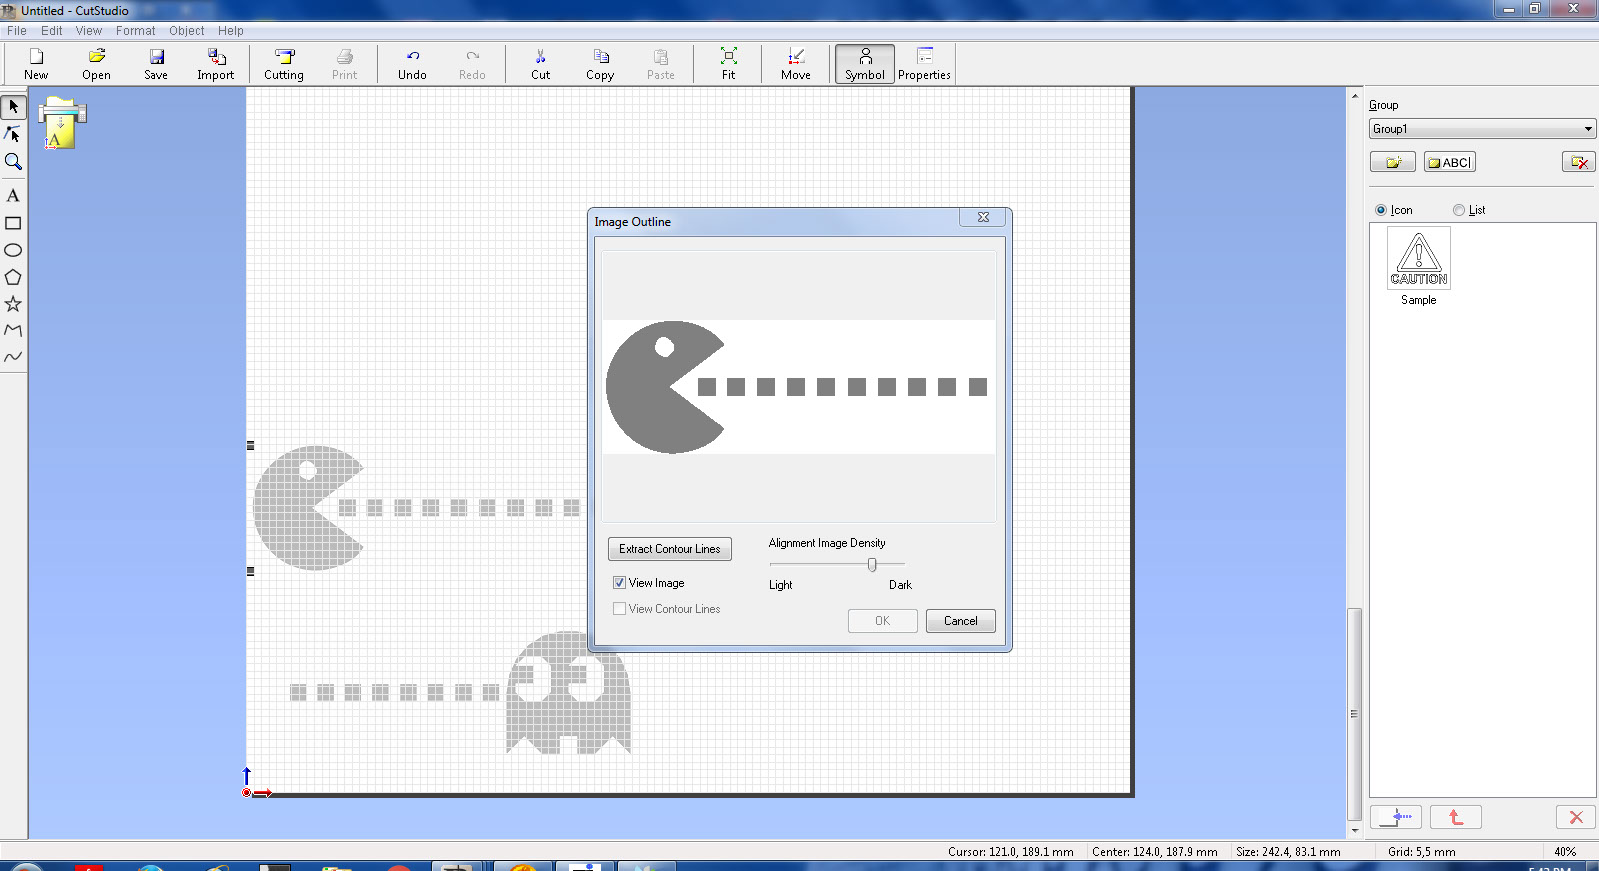 Untitled - CutStudio
File Edit View Format Object Help
New Open Save Import Cutting Print Undo Redo Cut Copy Paste Fit Move Symbol Properties
A
A
Group
Group1
ABC
Icon List
CAUTION
Sample
Image Outline
Extract Contour Lines
View Image
View Contour Lines
Alignment Image Density
Light Dark
OK Cancel
Cursor: 121.0, 189.1 mm Center: 124.0, 187.9 mm Size: 242.4, 83.1 mm Grid: 5,5 mm 40%